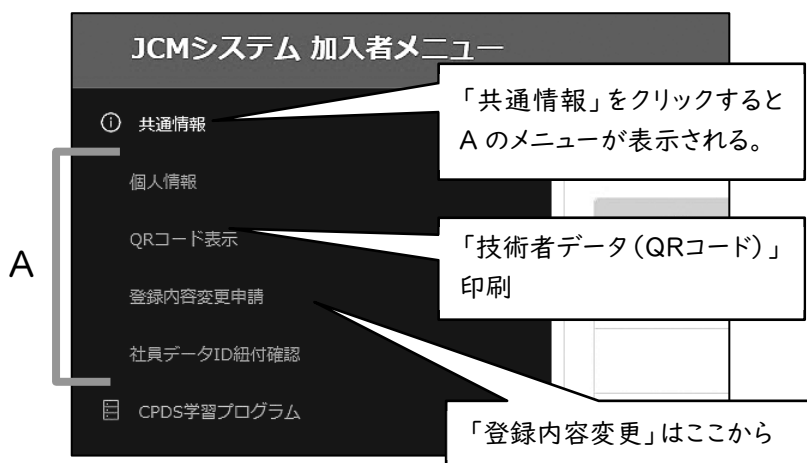 JCMシステム 加入者メニュー
「共通情報」をクリックすると
Aのメニューが表示される。
共通情報
個人情報
A
QRコード表示
「技術者データ(QRコード)」
印刷
登録内容変更申請
社員データID紐付確認
CPDS学習プログラム
「登録内容変更」はここから